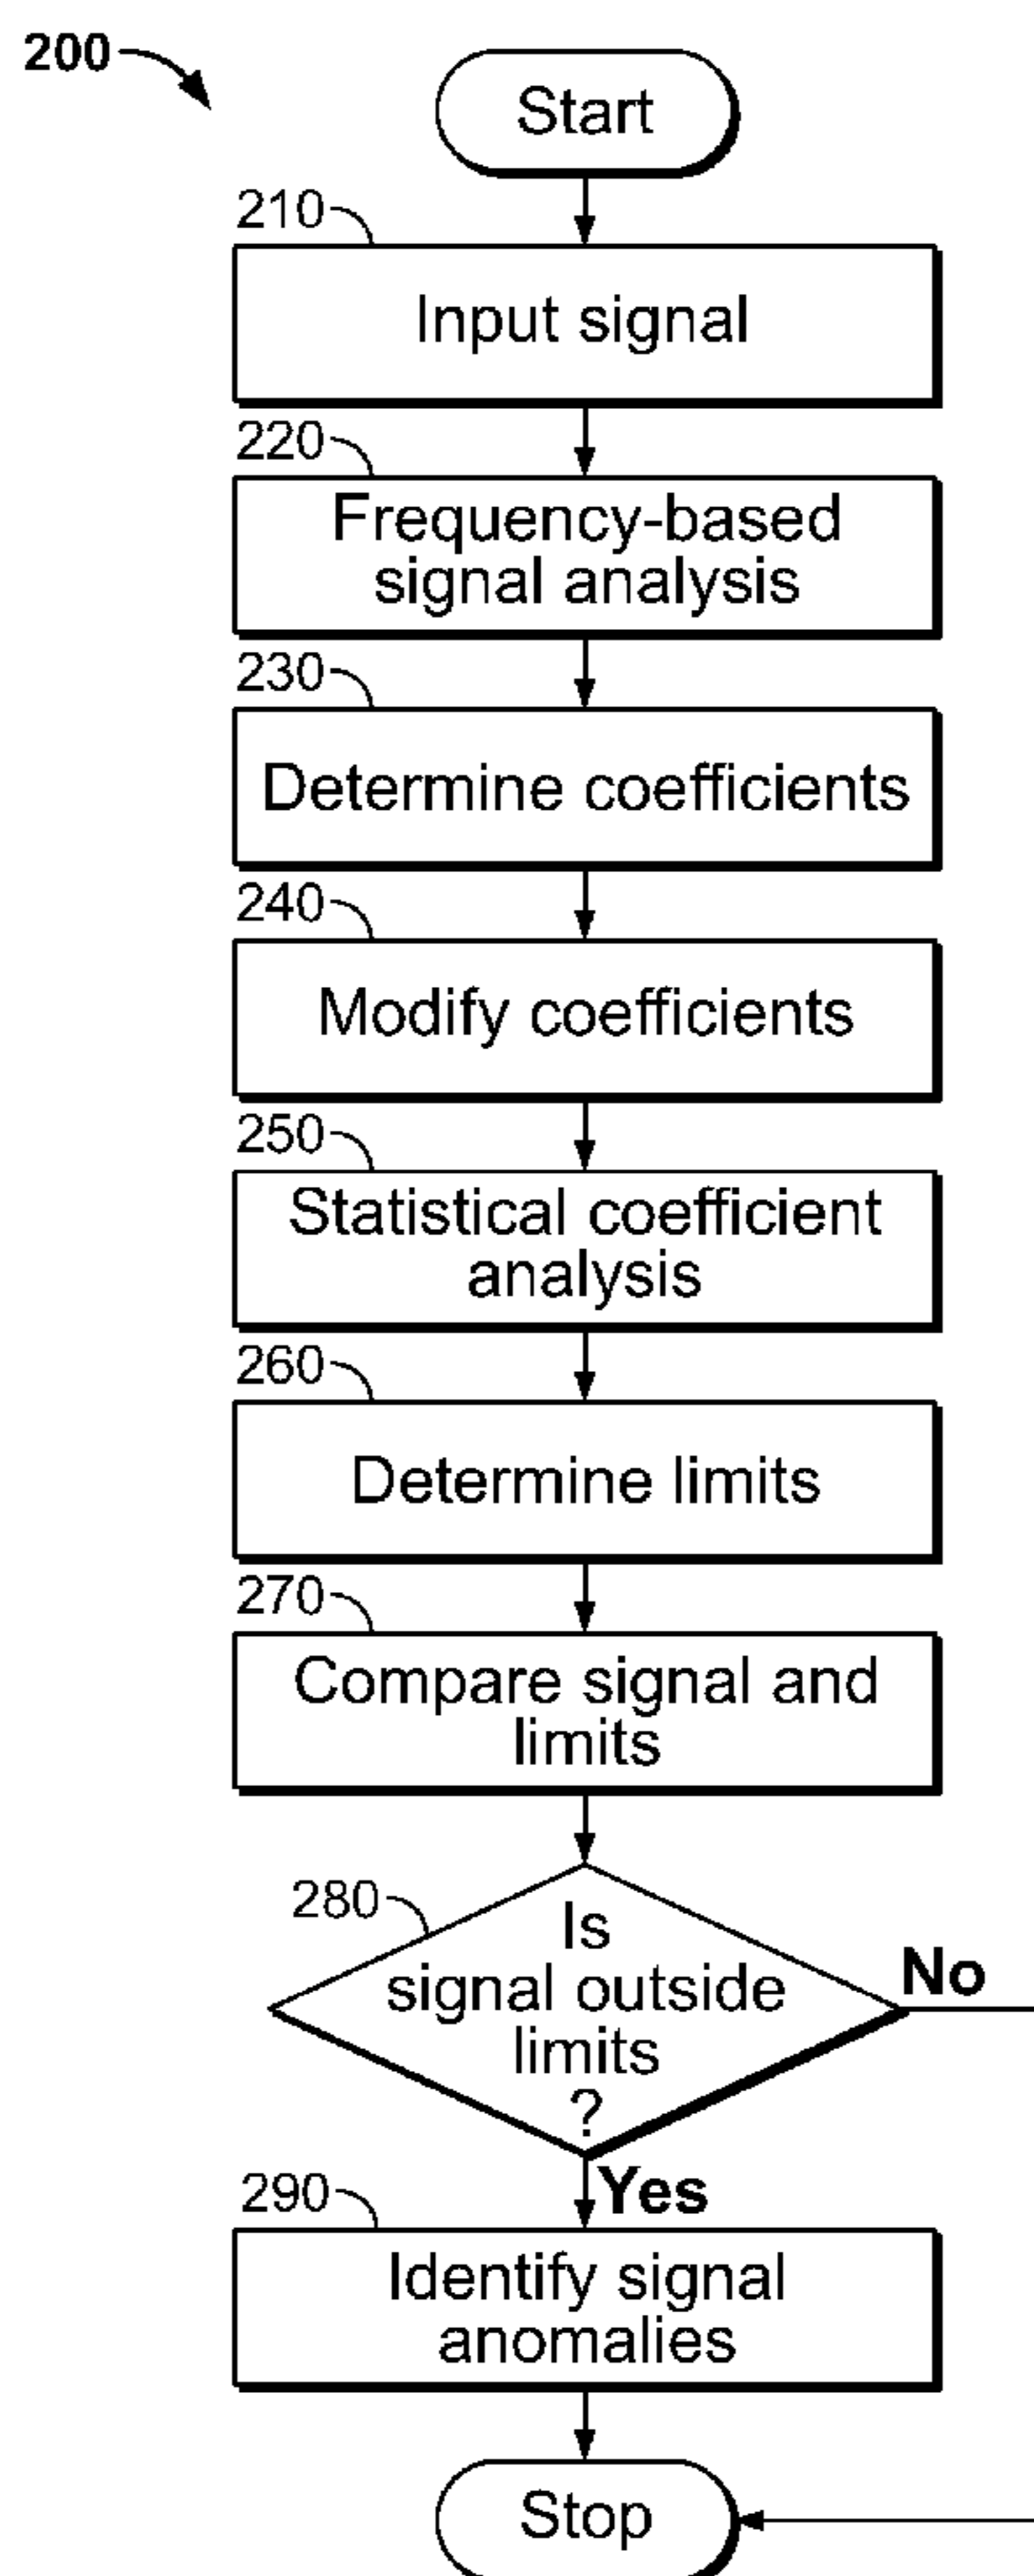 200
Start
210
Input signal
220
Frequency-based
signal analysis
230
Determine coefficients
240
Modify coefficients
250
Statistical coefficient
analysis
260
Determine limits
270
Compare signal and
limits
280
Is
signal outside
limits
?
No
Yes
290
Identify signal
anomalies
Stop